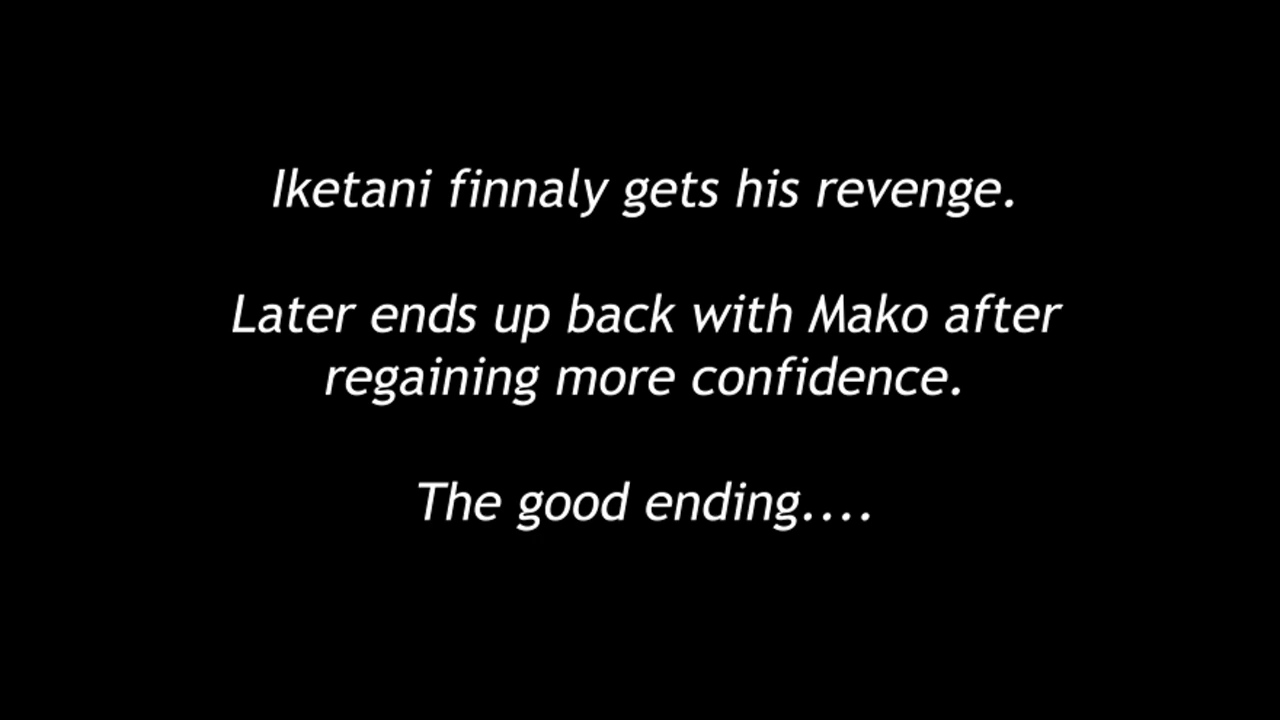 Iketani finnaly gets his revenge.
Later ends up back with Mako after
regaining more confidence.
The good ending....